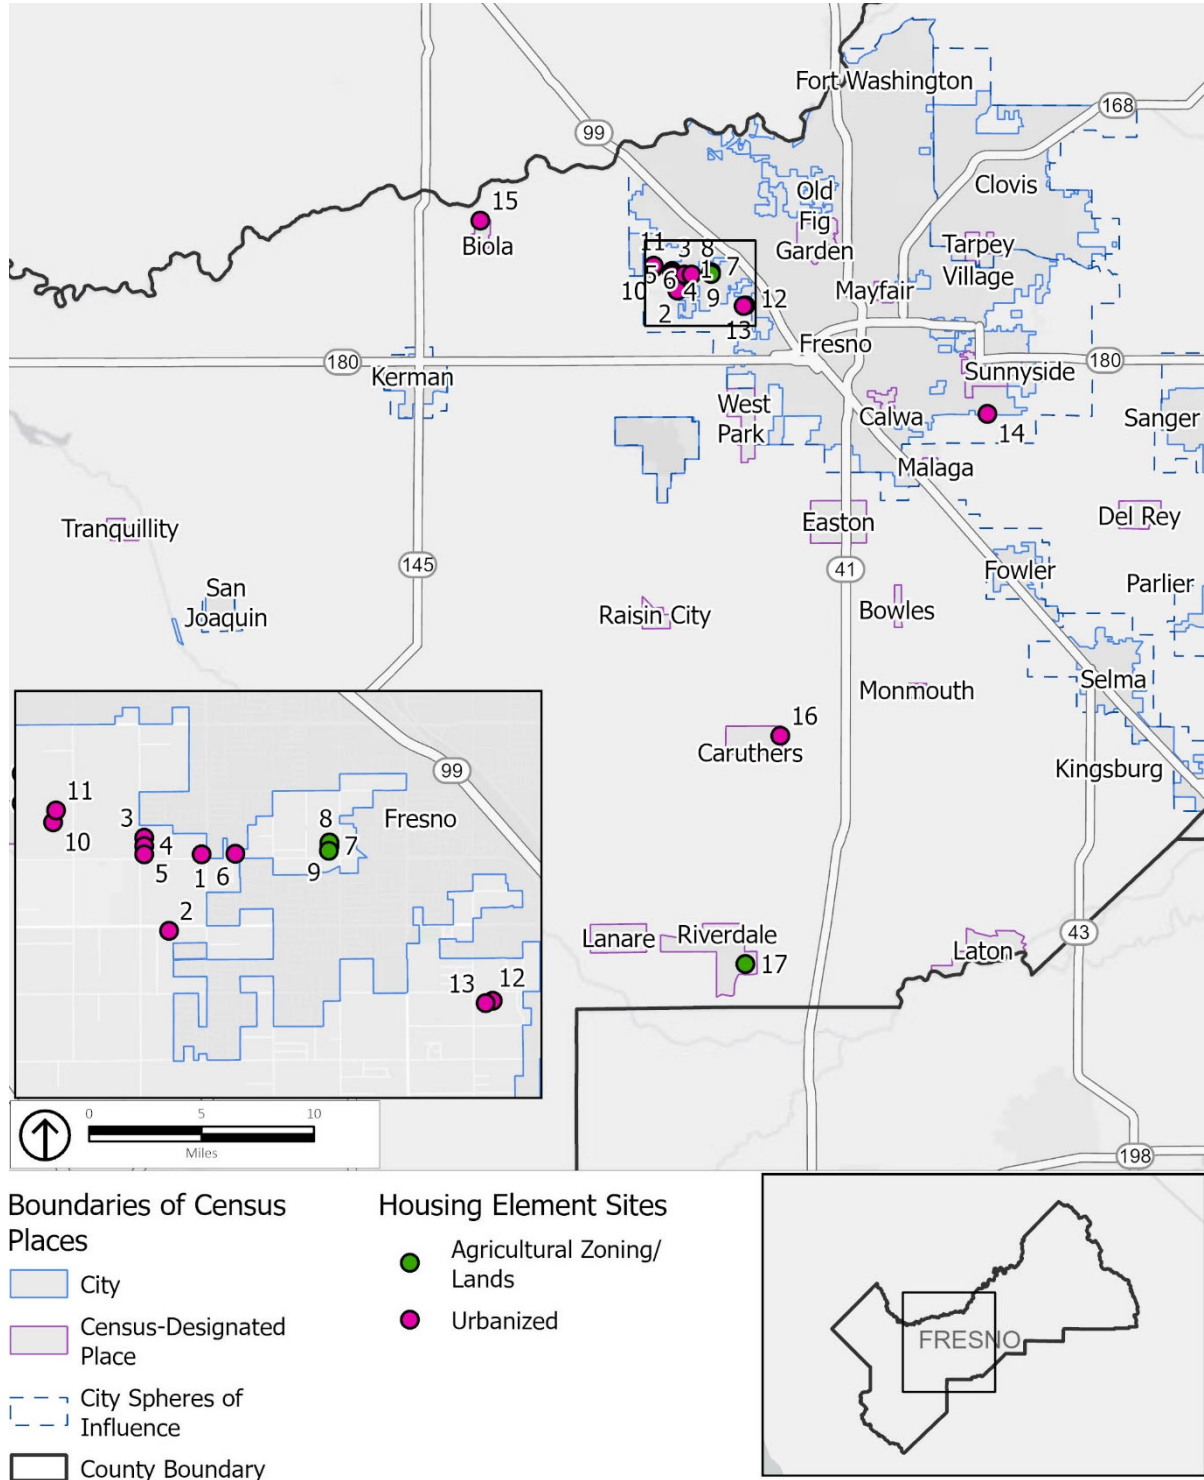 Fort Washington
168
99
Clovis
Old
Fig
Garden
15
Biola
Tarpey
Village
11
3
8
5
6
1
7
10
4
9
2
12
13
Mayfair
Fresno
180
Kerman
180
Sunnyside
West
Park
Calwa
14
Sanger
Malaga
Tranquillity
Easton
Del Rey
145
41
Fowler
San
Joaquin
Parlier
Raisin City
Bowles
Selma
Monmouth
16
Caruthers
Kingsburg
99
11
10
3
4
5
1
6
8
7
9
Fresno
2
13
12
Lanare
Riverdale
17
Laton
43
198
0
5
10
Miles
Boundaries of Census
Places
City
Census-Designated
Place
City Spheres of
Influence
County Boundary
Housing Element Sites
Agricultural Zoning/
Lands
Urbanized
FRESNO